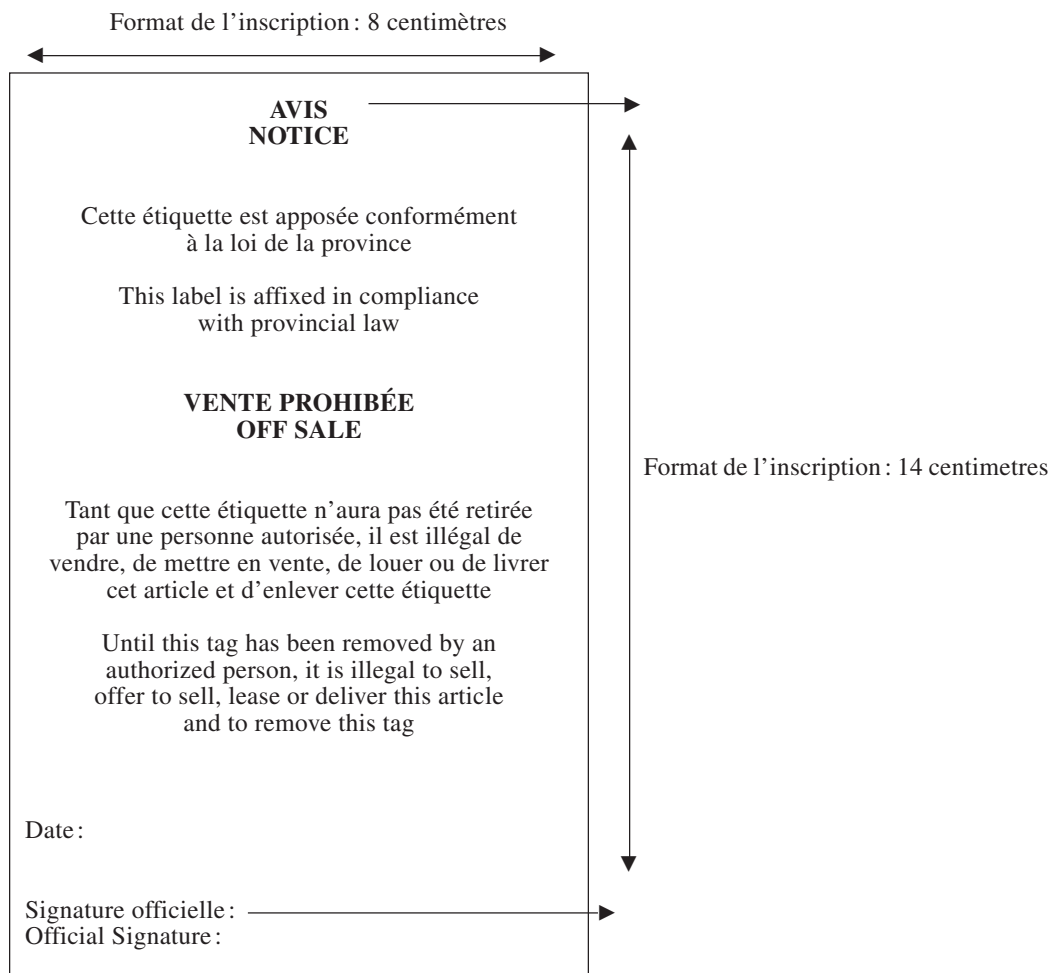 Format de l’inscription : 8 centimètres
AVIS
NOTICE
Cette étiquette est apposée conformément
à la loi de la province
This label is affixed in compliance
with provincial law
VENTE PROHIBÉE
OFF SALE
Format de l’inscription : 14 centimetres
Tant que cette étiquette n’aura pas été retirée
par une personne autorisée, il est illégal de
vendre, de mettre en vente, de louer ou de livrer
cet article et d’enlever cette étiquette
Until this tag has been removed by an
authorized person, it is illegal to sell,
offer to sell, lease or deliver this article
and to remove this tag
Date :
Signature officielle :
Official Signature :